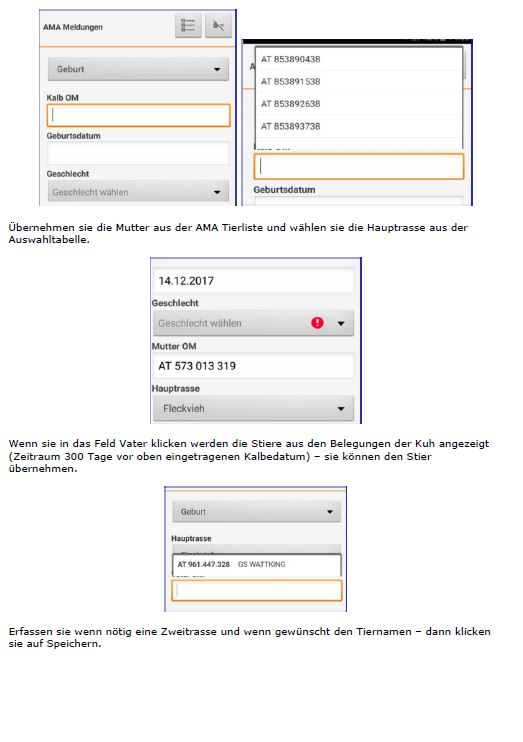 AMA Meldungen
Geburt
Kalb OM
Geburtsdatum
Geschlecht
Geschlecht wählen
AT 853890438
AT 853891538
AT 853892638
AT 853893738
Geburtsdatum
Übernehmen sie die Mutter aus der AMA Tierliste und wählen sie die Hauptrasse aus der
Auswahltabelle.
14.12.2017
Geschlecht
Geschlecht wählen
Mutter OM
AT 573 013 319
Hauptrasse
Fleckvieh
Wenn sie in das Feld Vater klicken werden die Stiere aus den Belegungen der Kuh angezeigt
(Zeitraum 300 Tage vor oben eingetragenen Kalbedatum) – sie können den Stier
übernehmen.
Geburt
Hauptrasse
AT 961.447.328 GS WATTKING
Erfassen sie wenn nötig eine Zweitrasse und wenn gewünscht den Tiernamen – dann klicken
sie auf Speichern.